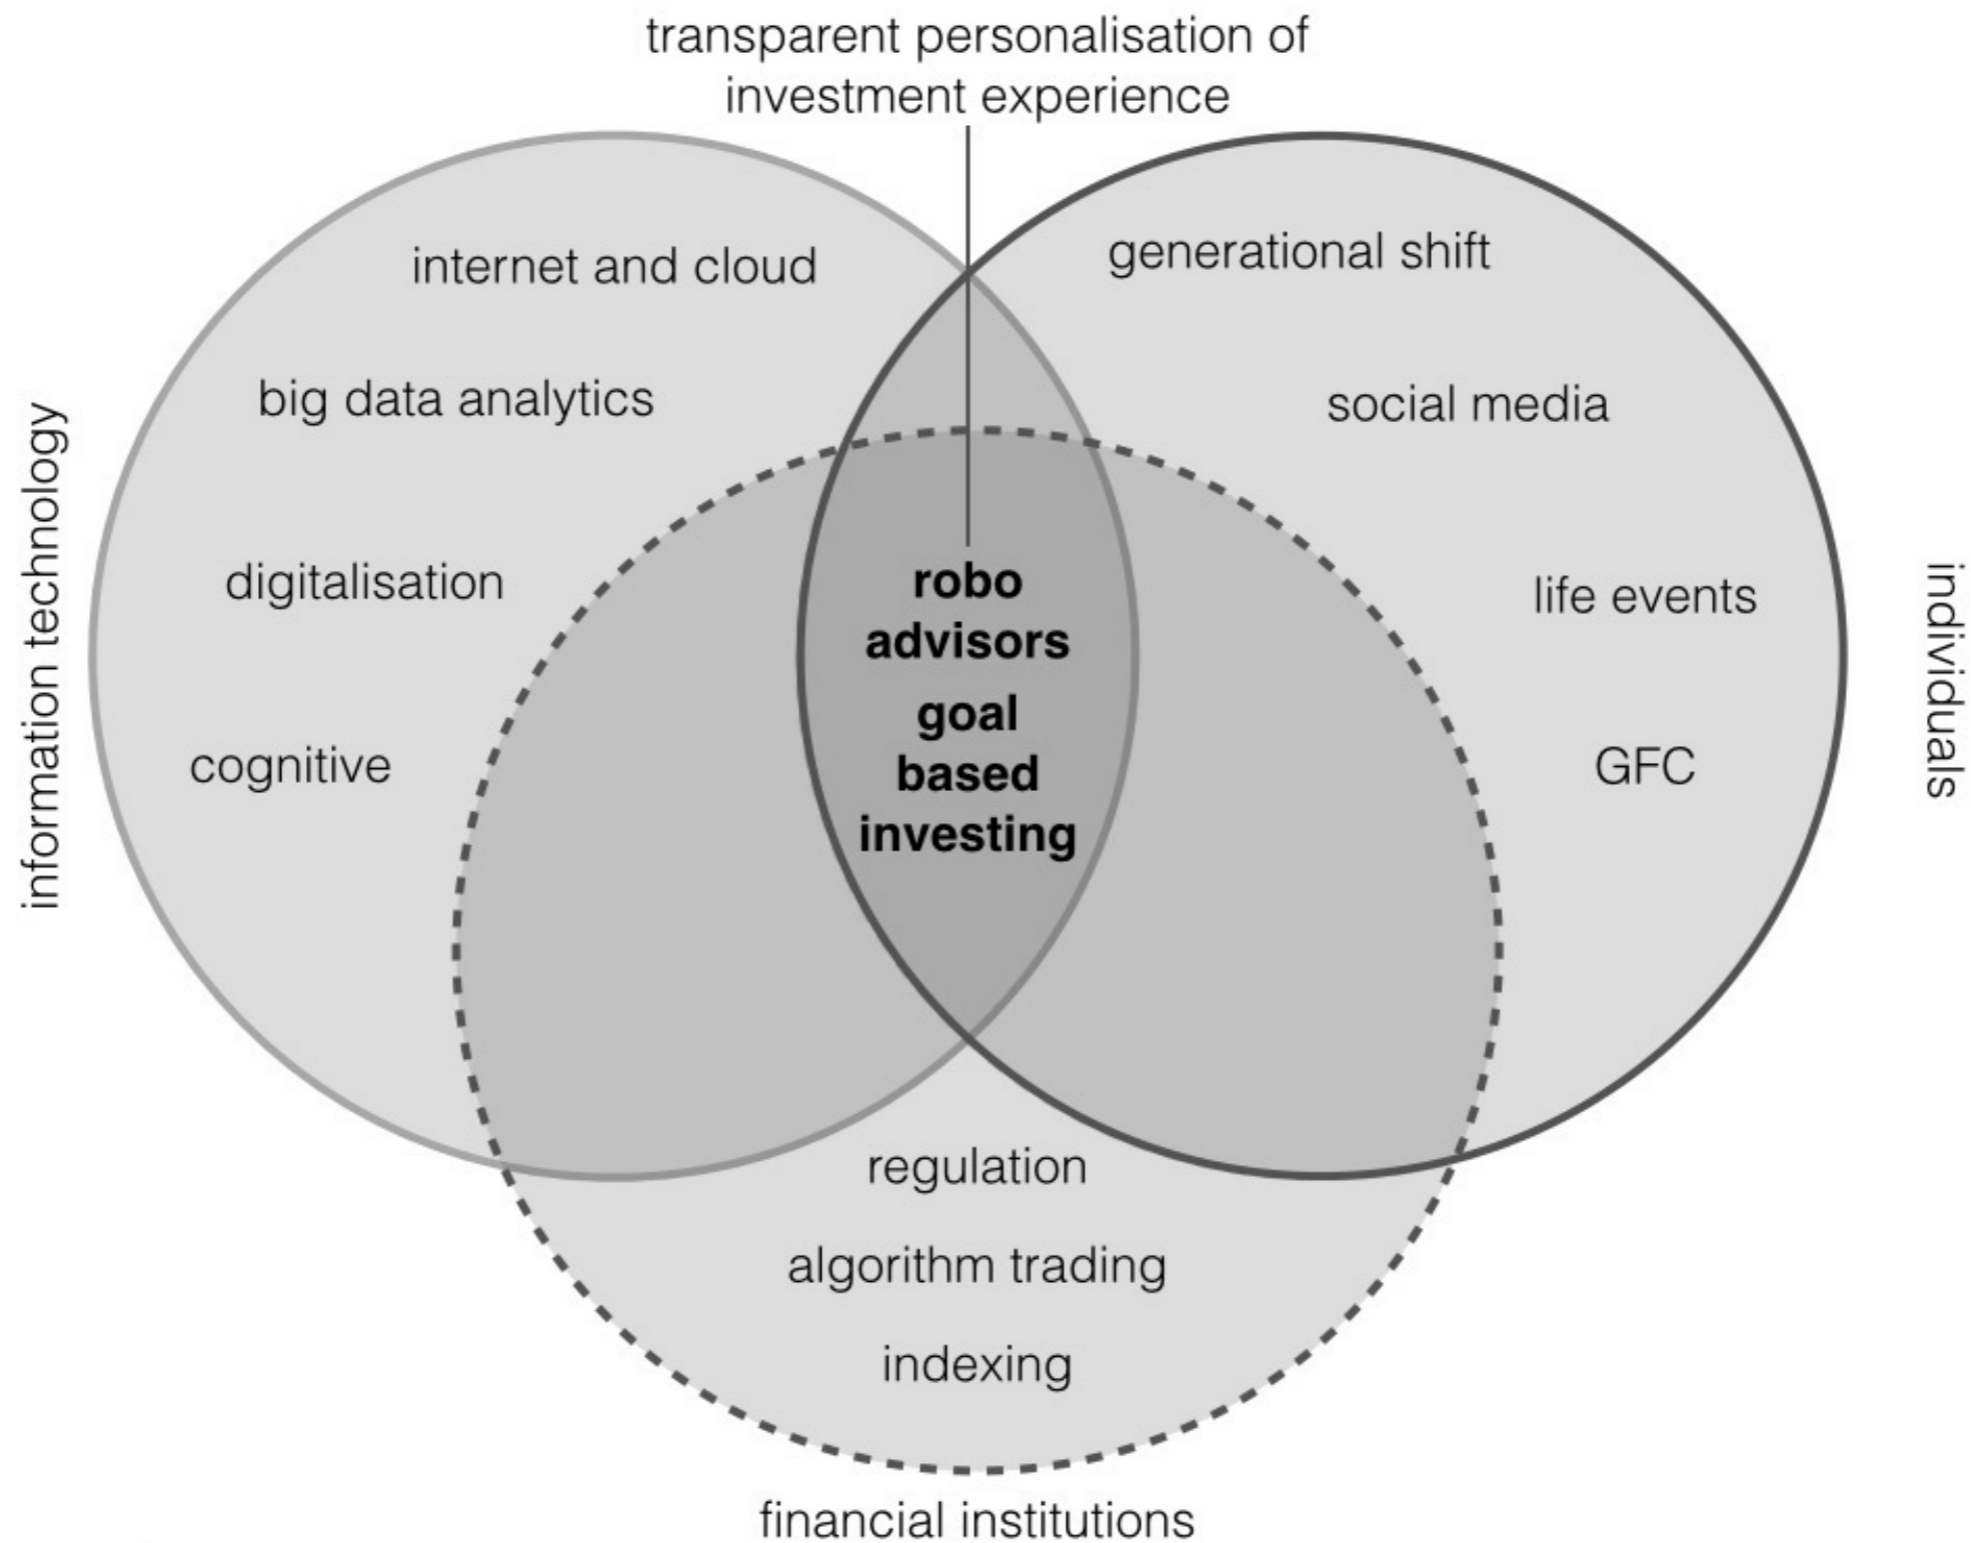 transparent personalisation of
investment experience
internet and cloud
big data analytics
digitalisation
cognitive
information technology
generational shift
social media
life events
GFC
individuals
robo
advisors
goal
based
investing
regulation
algorithm trading
indexing
financial institutions